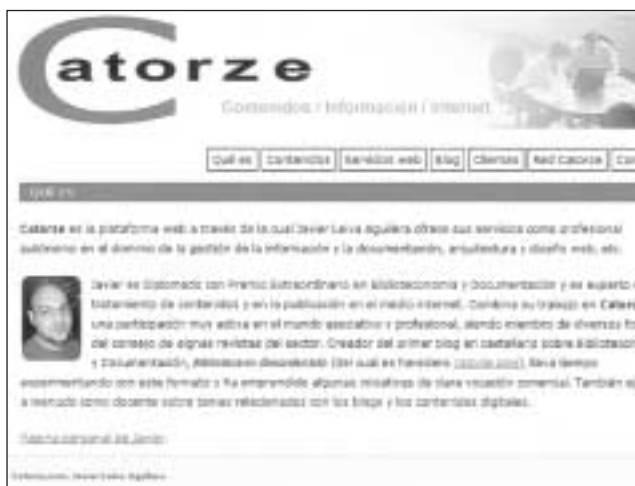 Catorze
Contenidos / Información / Internet
Qué es Contenidos Servicios web Blog Clientes Red Catorze
Qué es
Catorze es la plataforma web a través de la cual Javier Leiva Aguilera ofrece sus servicios como profesional
autónomo en el dominio de la gestión de la información y la documentación, arquitectura y diseño web, etc.
Javier es Diplomado con Premio Extraordinario en Biblioteconomía y Documentación y es experto
tratamiento de contenidos y en la publicación en el medio internet. Combina su trabajo en
una participación muy activa en el mundo asociativo y profesional, siendo miembro de diversos
del consejo de algunas revistas del sector. Creador del primer blog en castellano sobre
y Documentación, Biblioteconomía (del cual es heredero lleva tiempo
experimentando con este formato y ha emprendido algunas iniciativas de clara vocación comercial. También
a menudo como docente sobre temas relacionados con los blogs y los contenidos digitales.
Página personal de Javier